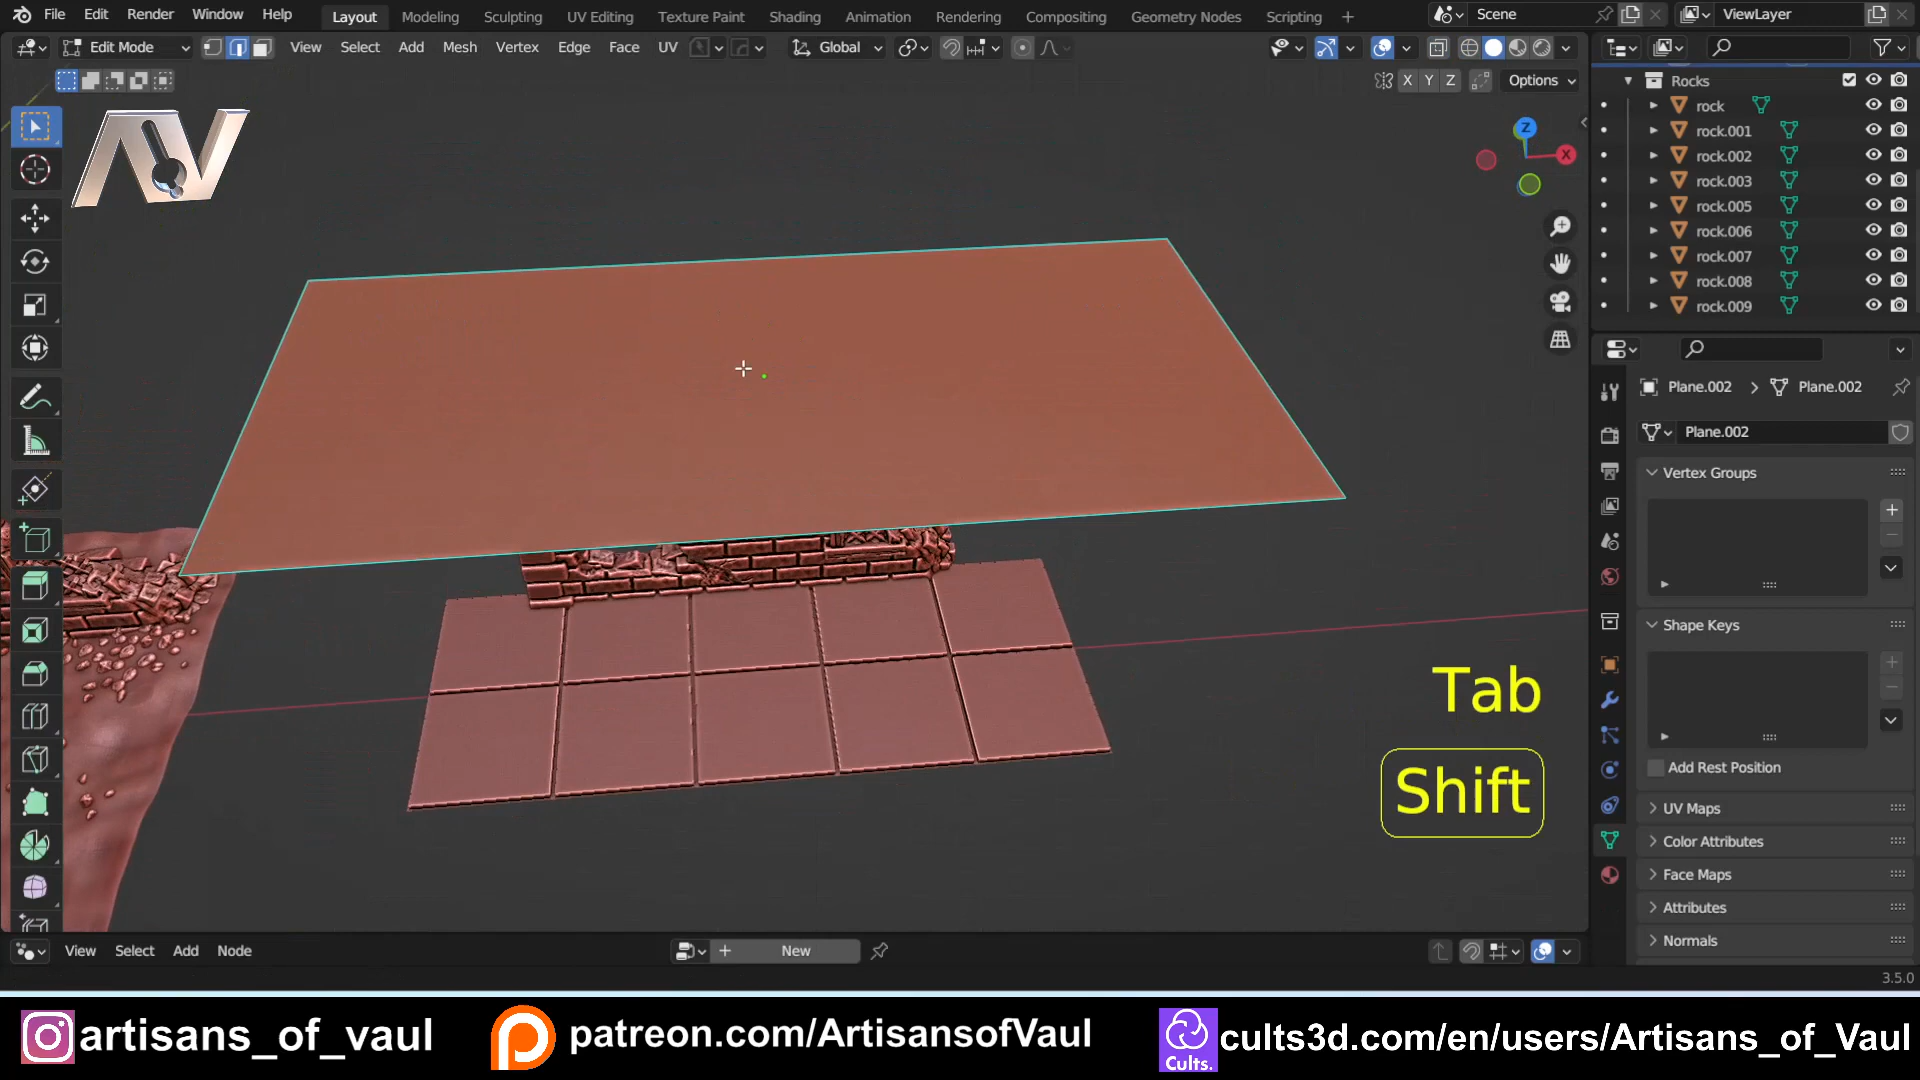 File Edit Render Window Help Layout Modeling Sculpting UV Editing Texture Paint Shading Animation Rendering Compositing Geometry Nodes Scripting + Scene ViewLayer
Edit Mode View Select Add Mesh Vertex Edge Face UV Global
X Y Z Options
Rocks
rock
rock.001
rock.002
rock.003
rock.005
rock.006
rock.007
rock.008
rock.009
Z
X
Plane.002 > Plane.002
Plane.002
Vertex Groups
Shape Keys
Add Rest Position
UV Maps
Color Attributes
Face Maps
Attributes
Normals
Tab
Shift
View Select Add Node + New
3.5.0
artisans_of_vaul patreon.com/ArtisansofVaul Cults. cults3d.com/en/users/Artisans_of_Vaul